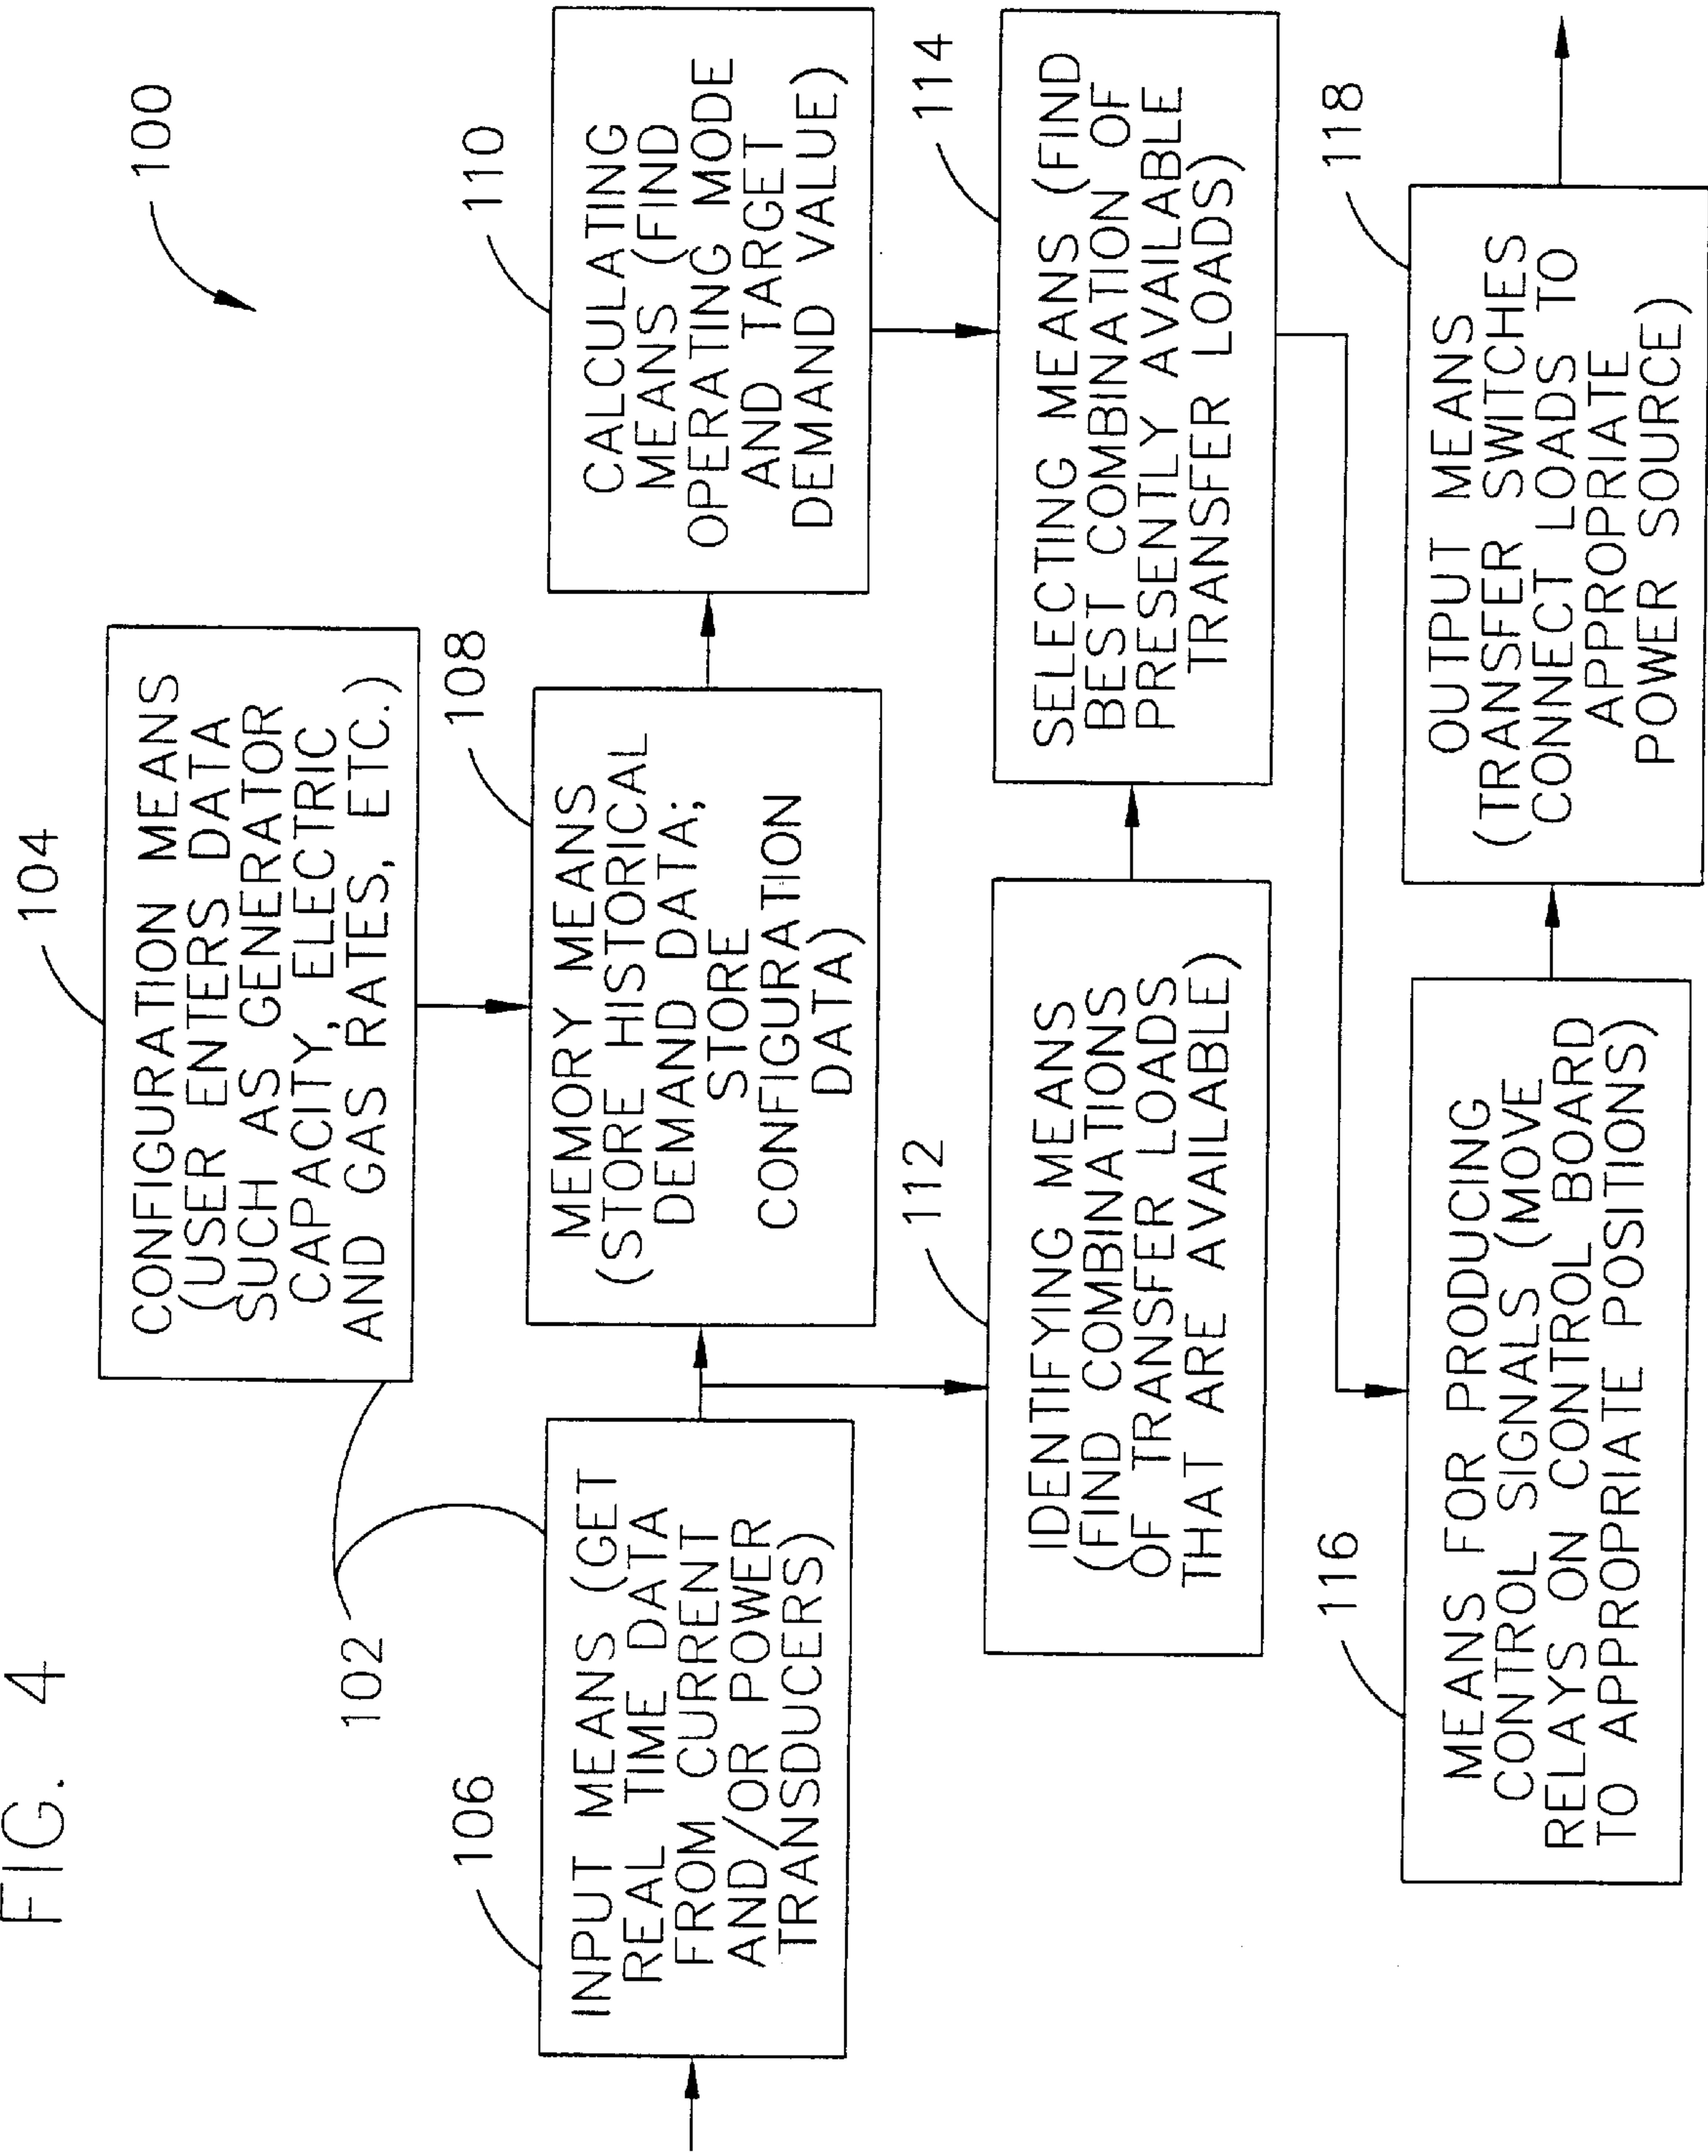 FIG. 4
100
104
CONFIGURATION MEANS
(USER ENTERS DATA
SUCH AS GENERATOR
CAPACITY, ELECTRIC
AND GAS RATES, ETC.)
102
106
INPUT MEANS (GET
REAL TIME DATA
FROM CURRENT
AND/OR POWER
TRANSDUCERS)
108
MEMORY MEANS
(STORE HISTORICAL
DEMAND DATA;
STORE
CONFIGURATION
DATA)
110
CALCULATING
MEANS (FIND
OPERATING MODE
AND TARGET
DEMAND VALUE)
112
IDENTIFYING MEANS
(FIND COMBINATIONS
OF TRANSFER LOADS
THAT ARE AVAILABLE)
114
SELECTING MEANS (FIND
BEST COMBINATION OF
PRESENTLY AVAILABLE
TRANSFER LOADS)
116
MEANS FOR PRODUCING
CONTROL SIGNALS (MOVE
RELAYS ON CONTROL BOARD
TO APPROPRIATE POSITIONS)
118
OUTPUT MEANS
(TRANSFER SWITCHES
CONNECT LOADS TO
APPROPRIATE
POWER SOURCE)